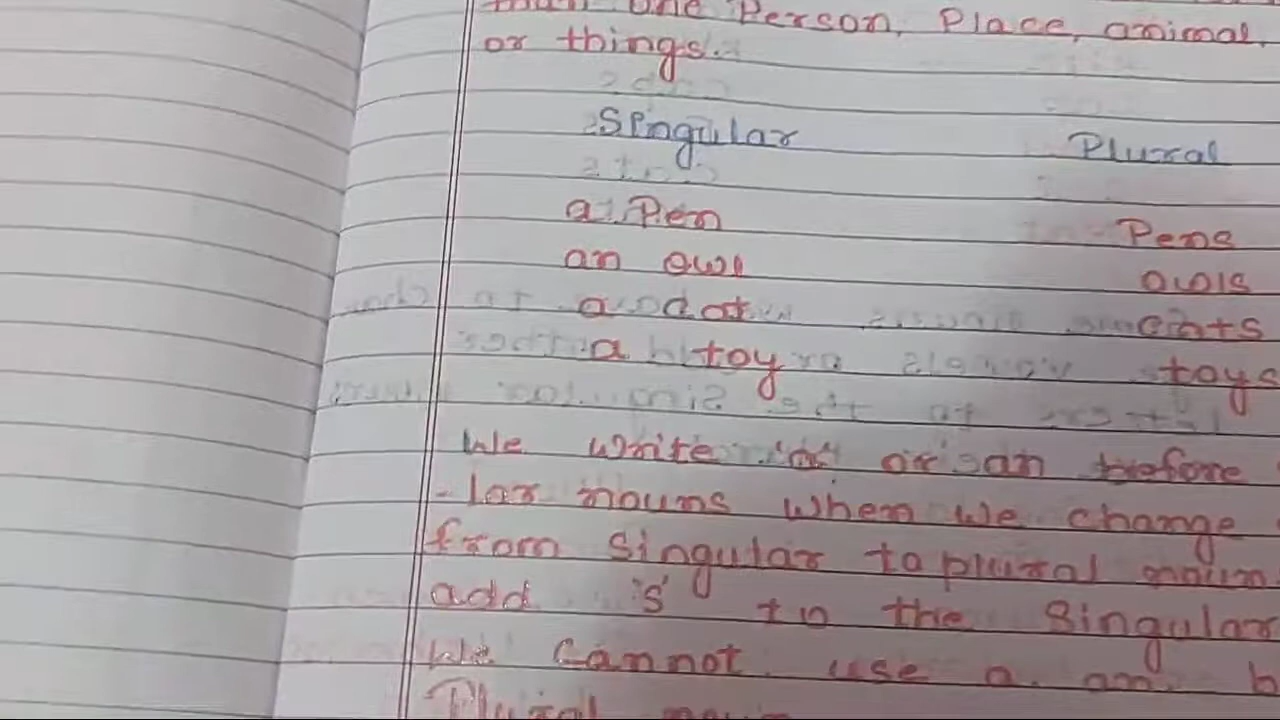 than one Person, Place, animal,
or things.
Singular Plural
a Pen Pens
an owl owls
a cat cats
a toy toys
We write 'a' or an before
-lar nouns when we change
from singular to plural noun
add 's' to the singular
We cannot use a. an. b
Plural noun